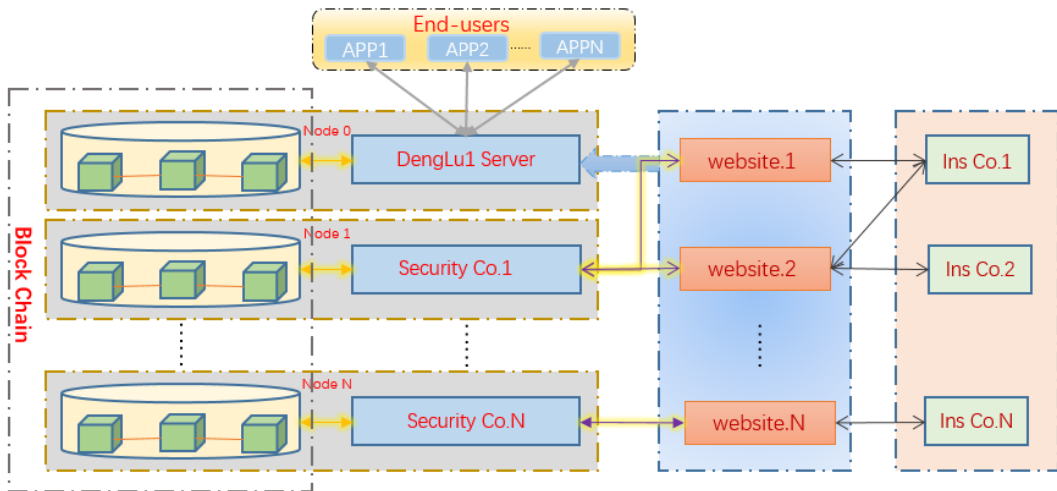 End-users
APP1 APP2 ...... APPN
Node 0
DengLu1 Server
website.1
Ins Co.1
Block Chain
Node 1
Security Co.1
website.2
Ins Co.2
Node N
Security Co.N
website.N
Ins Co.N